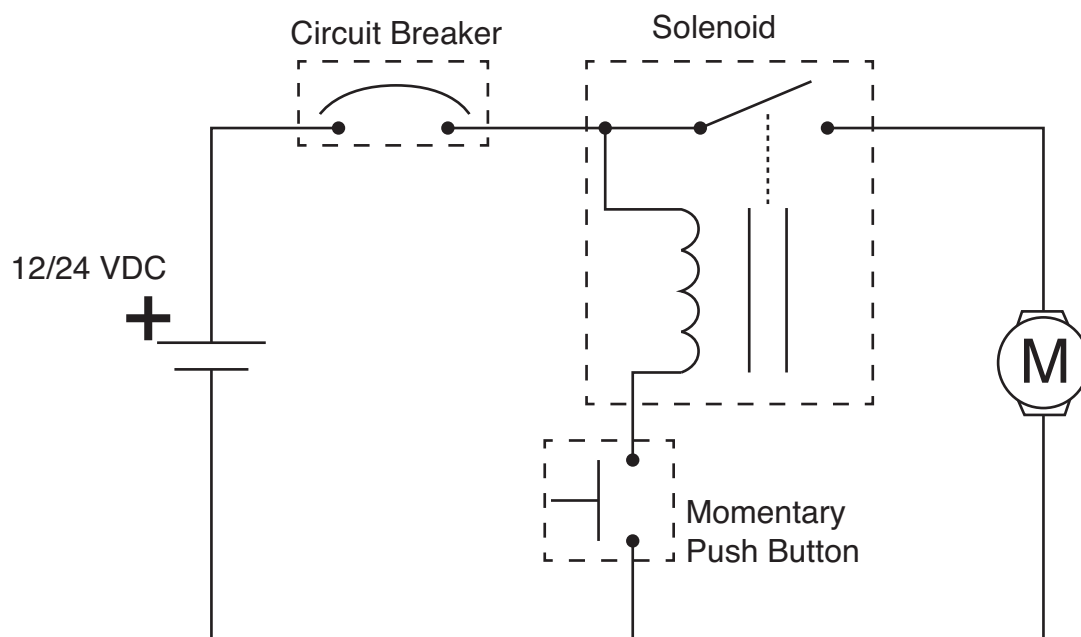 Circuit Breaker
Solenoid
12/24 VDC
+
M
Momentary
Push Button